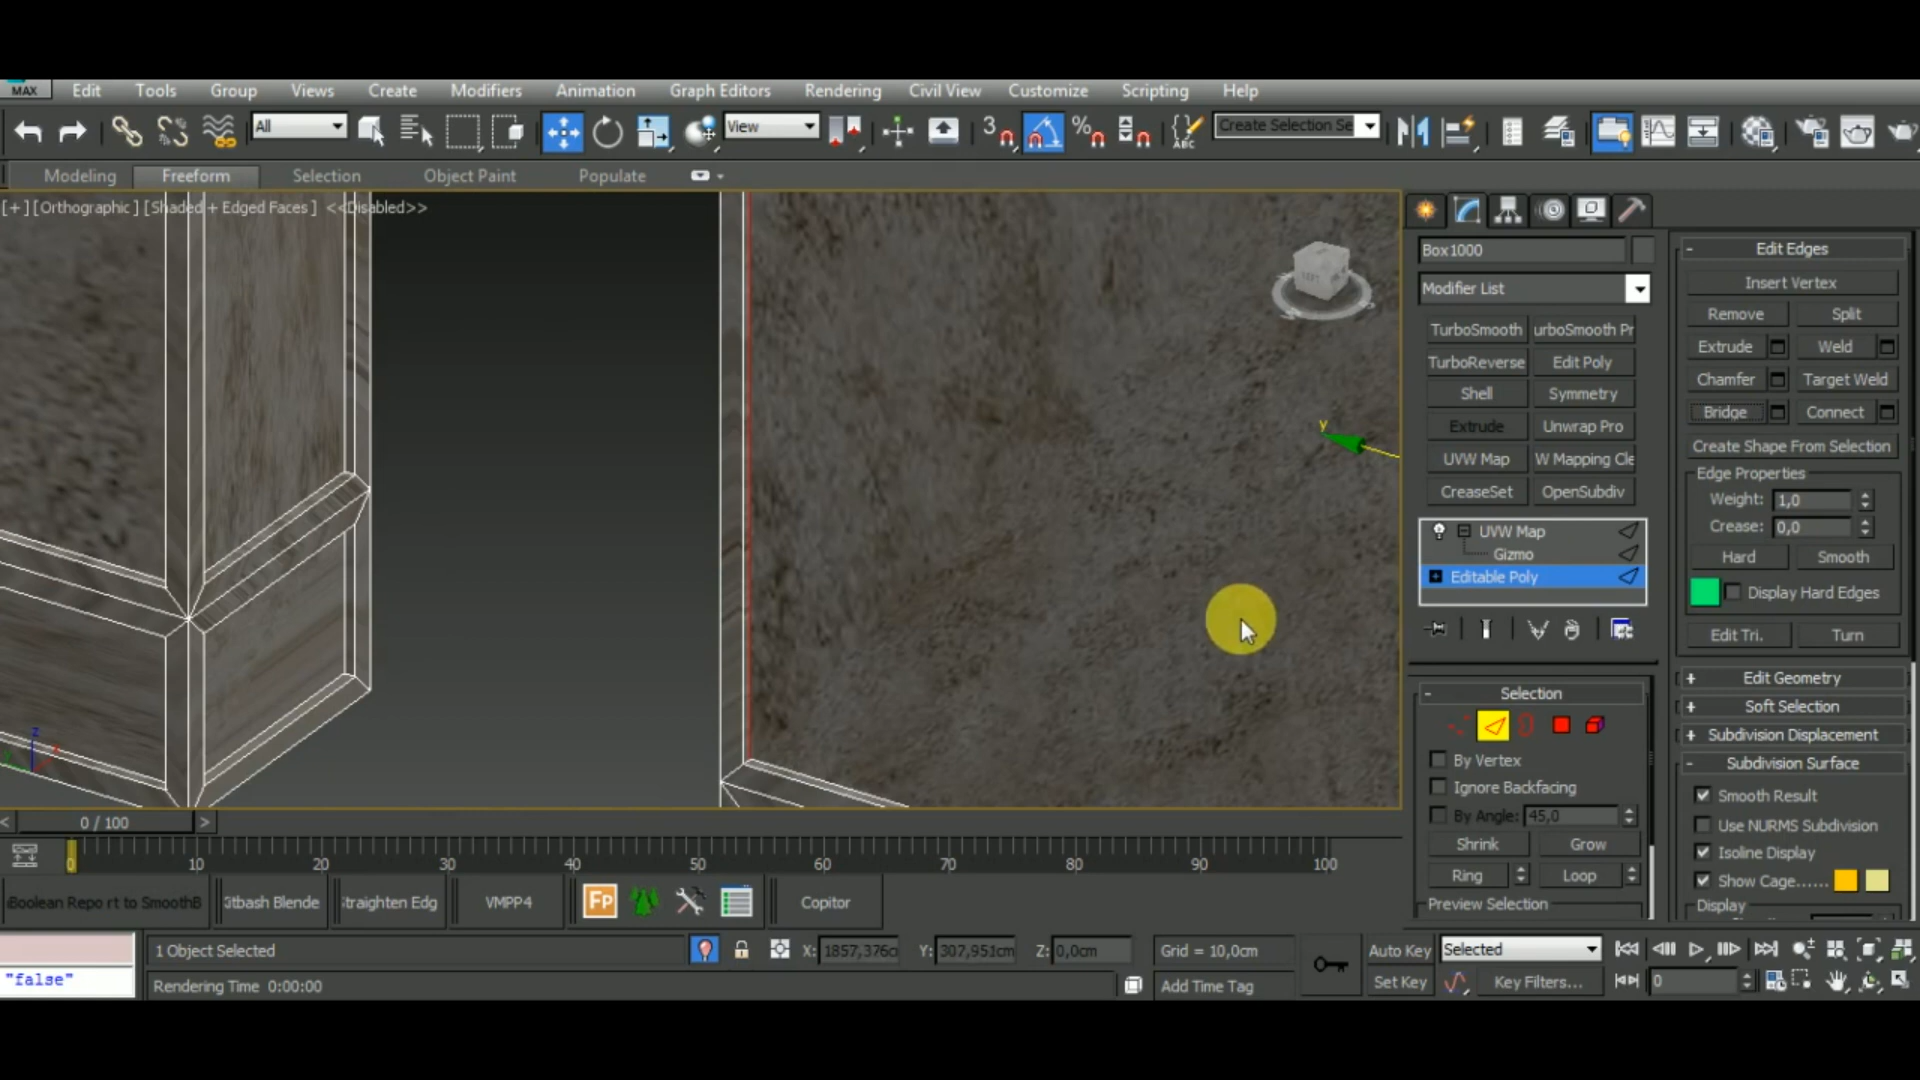 MAX Edit Tools Group Views Create Modifiers Animation Graph Editors Rendering Civil View Customize Scripting Help
All View 3 % ABC Create Selection Se
Modeling Freeform Selection Object Paint Populate
[+] [Orthographic] [Shaded + Edged Faces] <<Disabled>>
Box1000
Modifier List
TurboSmooth urboSmooth Pr
TurboReverse Edit Poly
Shell Symmetry
Extrude Unwrap Pro
UVW Map W Mapping Cle
CreaseSet OpenSubdiv
UVW Map
Gizmo
Editable Poly
Selection
By Vertex
Ignore Backfacing
By Angle: 45,0
Shrink Grow
Ring Loop
Preview Selection
Edit Edges
Insert Vertex
Remove Split
Extrude Weld
Chamfer Target Weld
Bridge Connect
Create Shape From Selection
Edge Properties
Weight: 1,0
Crease: 0,0
Hard Smooth
Display Hard Edges
Edit Tri. Turn
Edit Geometry
Soft Selection
Subdivision Displacement
Subdivision Surface
Smooth Result
Use NURMS Subdivision
Isoline Display
Show Cage......
Display
y
z
< 0 / 100 >
0 10 20 30 40 50 60 70 80 90 100
Boolean Repo rt to SmoothB itbash Blende traighten Edg VMPP4 Fp Copitor
1 Object Selected X: 1857,376c Y: 307,951cm Z: 0,0cm Grid = 10,0cm Auto Key Selected
"false" Rendering Time 0:00:00 Add Time Tag Set Key Key Filters... 0